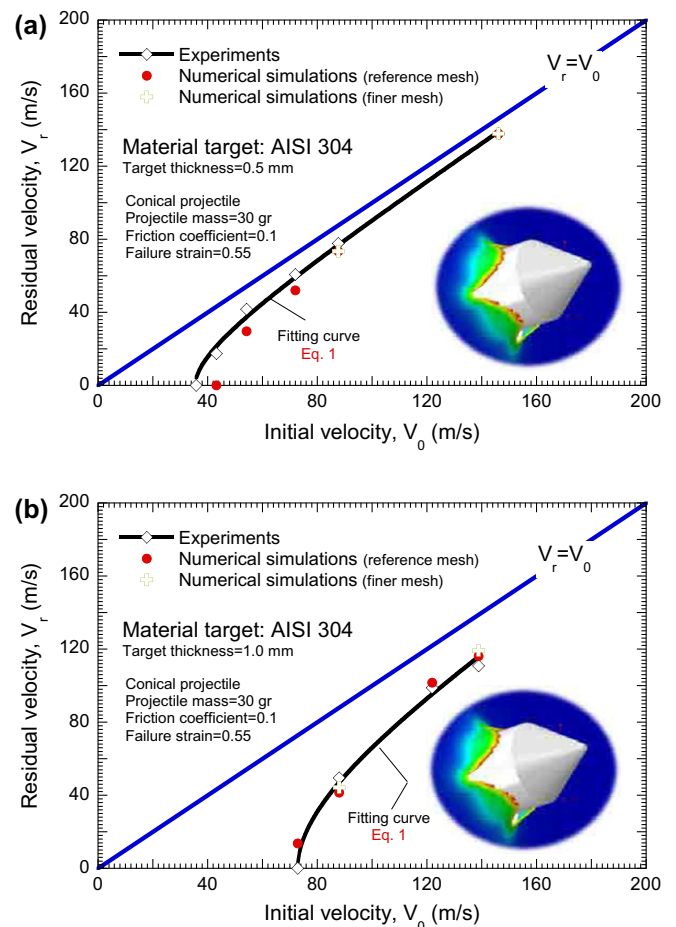 (a)
200
160
120
80
40
0
Residual velocity, V_r (m/s)
Experiments
Numerical simulations (reference mesh)
Numerical simulations (finer mesh)
V_r=V_0
Material target: AISI 304
Target thickness=0.5 mm
Conical projectile
Projectile mass=30 gr
Friction coefficient=0.1
Failure strain=0.55
Fitting curve
Eq. 1
0 40 80 120 160 200
Initial velocity, V_0 (m/s)
(b)
200
160
120
80
40
0
Residual velocity, V_r (m/s)
Experiments
Numerical simulations (reference mesh)
Numerical simulations (finer mesh)
V_r=V_0
Material target: AISI 304
Target thickness=1.0 mm
Conical projectile
Projectile mass=30 gr
Friction coefficient=0.1
Failure strain=0.55
Fitting curve
Eq. 1
0 40 80 120 160 200
Initial velocity, V_0 (m/s)